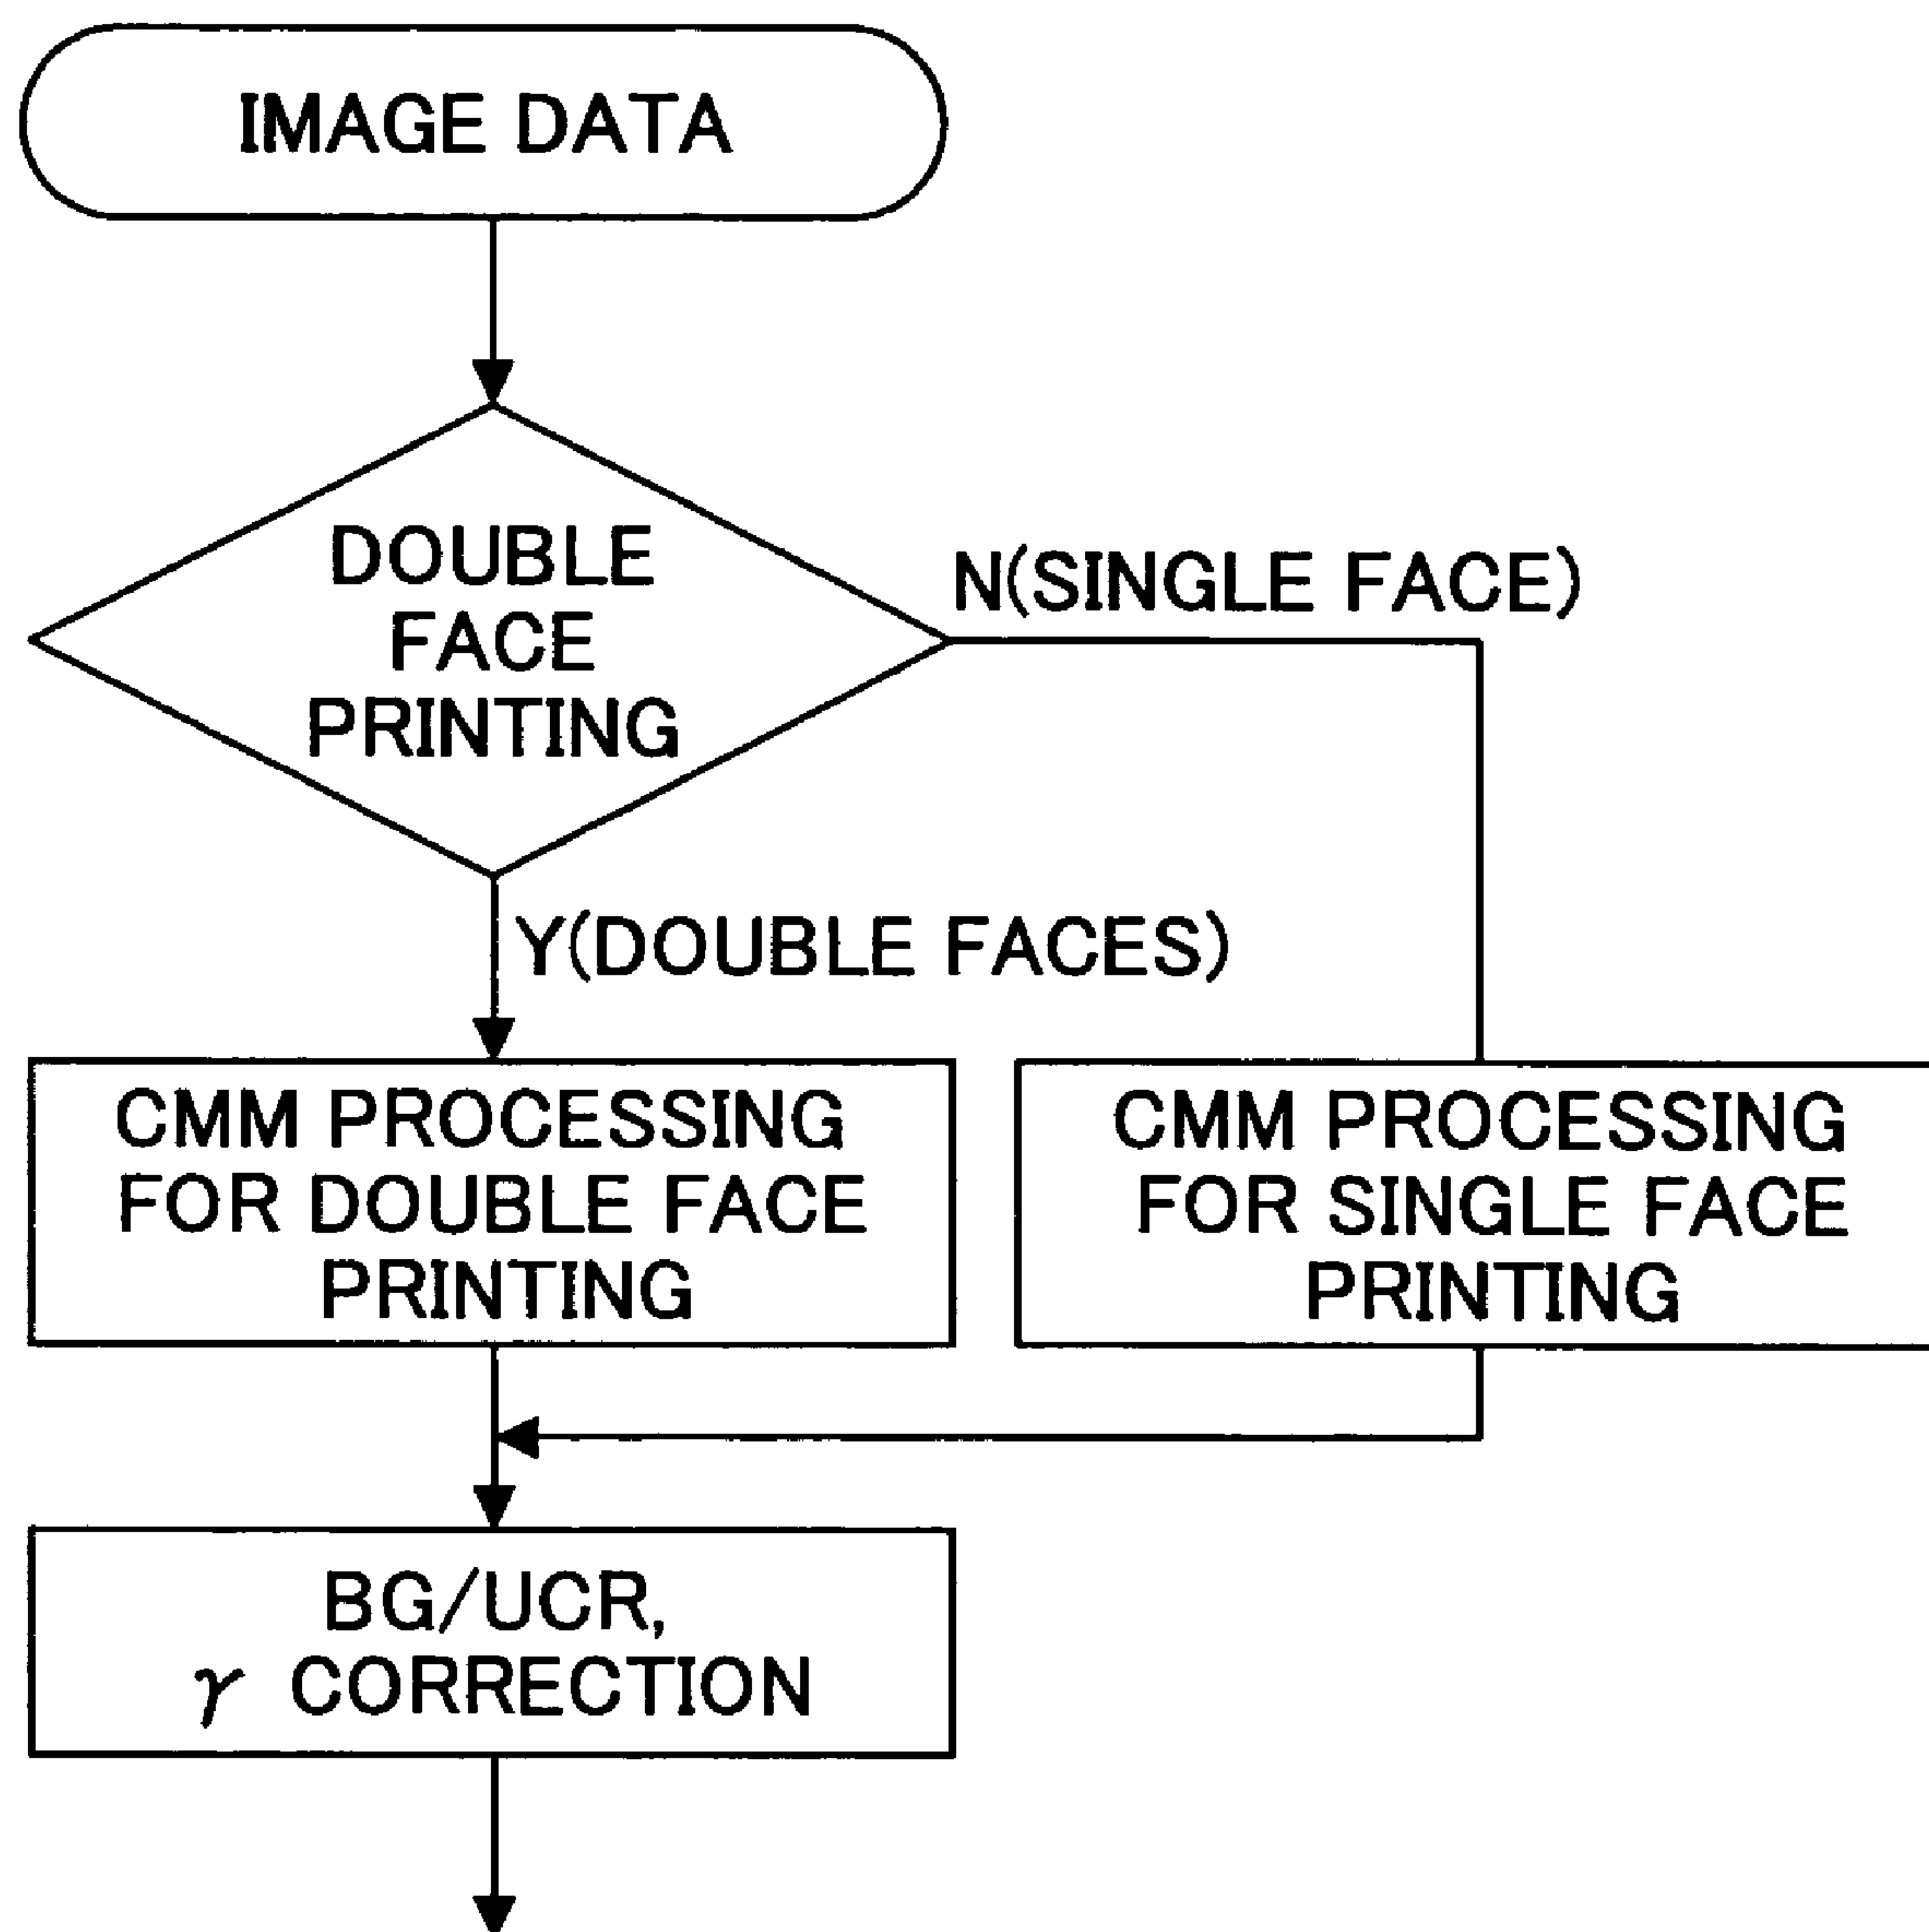 IMAGE DATA
DOUBLE
FACE
PRINTING
N(SINGLE FACE)
Y(DOUBLE FACES)
CMM PROCESSING
FOR DOUBLE FACE
PRINTING
CMM PROCESSING
FOR SINGLE FACE
PRINTING
BG/UCR,
γ CORRECTION